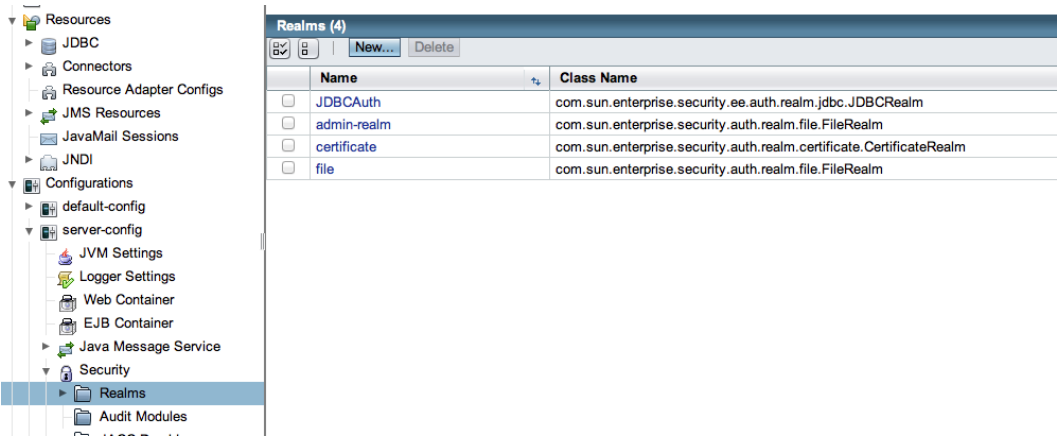 Resources
JDBC
Connectors
Resource Adapter Configs
JMS Resources
JavaMail Sessions
JNDI
Configurations
default-config
server-config
JVM Settings
Logger Settings
Web Container
EJB Container
Java Message Service
Security
Realms
Audit Modules
Realms (4)
New... Delete
Name Class Name
JDBCAuth com.sun.enterprise.security.ee.auth.realm.jdbc.JDBCRealm
admin-realm com.sun.enterprise.security.auth.realm.file.FileRealm
certificate com.sun.enterprise.security.auth.realm.certificate.CertificateRealm
file com.sun.enterprise.security.auth.realm.file.FileRealm